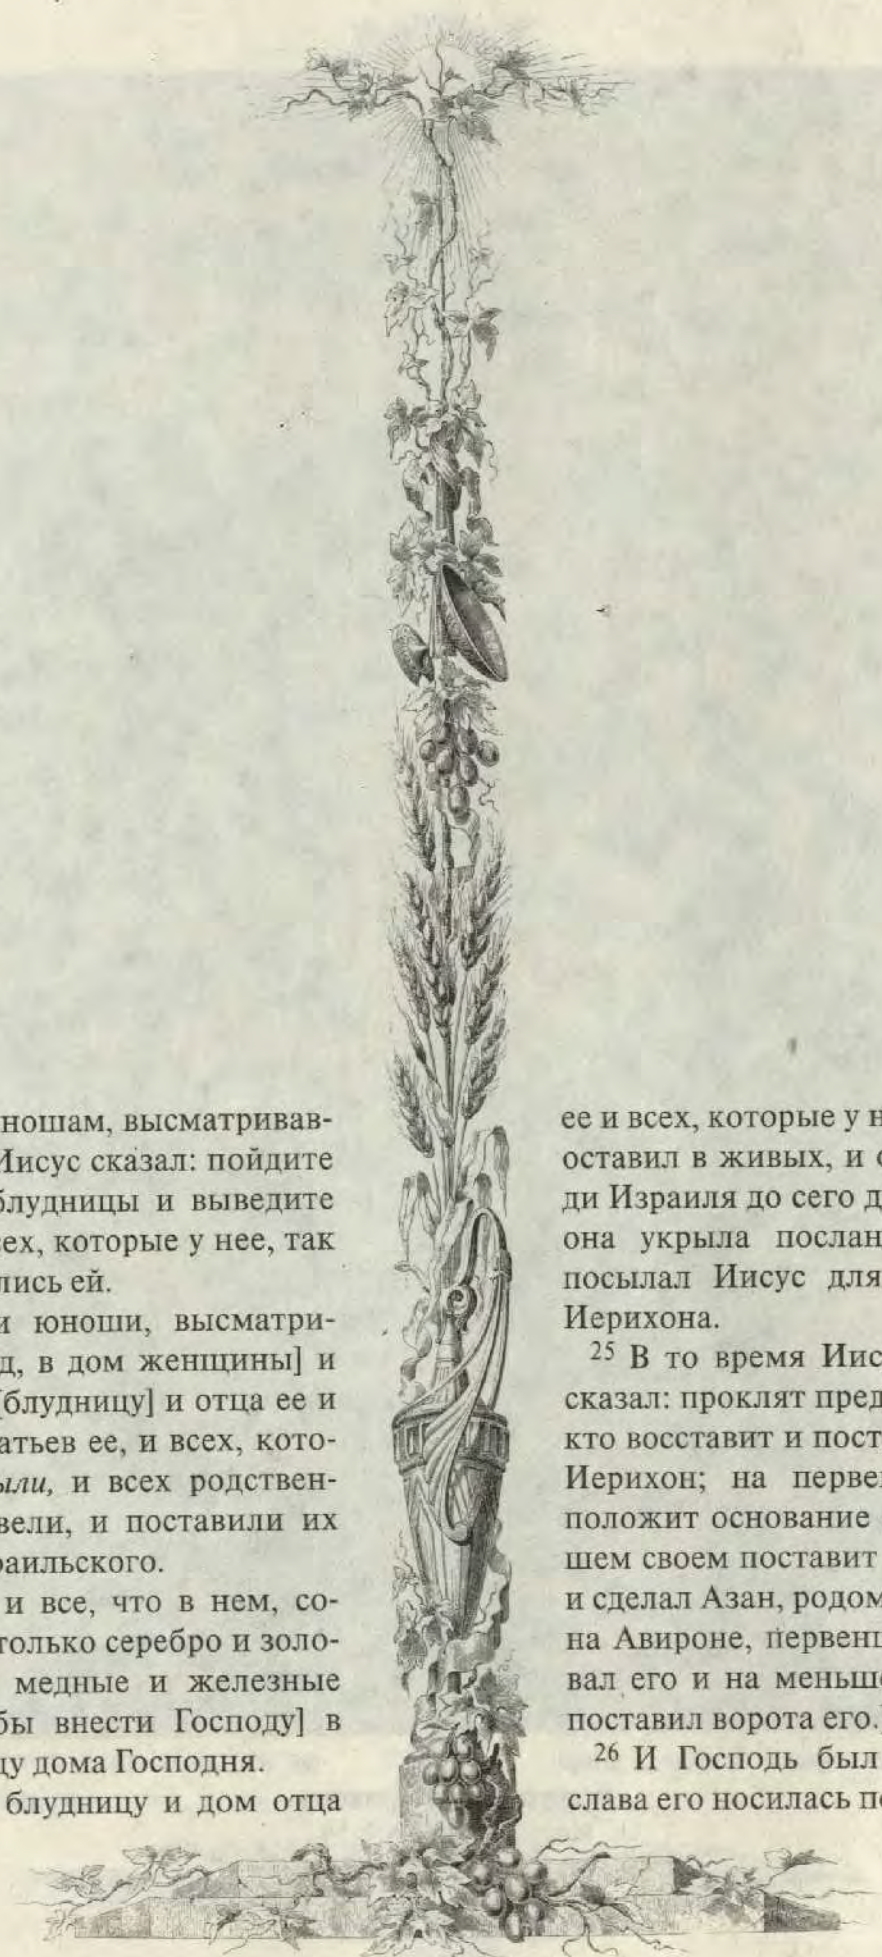 ношам, высматривав-
Иисус сказал: пойдите
блудницы и выведите
сех, которые у нее, так
лись ей.
и юноши, высматри-
д, в дом женщины] и
[блудницу] и отца ее и
атьев ее, и всех, кото-
ыли, и всех родствен-
вели, и поставили их
раильского.
и все, что в нем, со-
только серебро и золо-
медные и железные
бы внести Господу] в
цу дома Господня.
блудницу и дом отца
ее и всех, которые у н
оставил в живых, и с
ди Израиля до сего д
она укрыла послан
посылал Иисус для
Иерихона.
25 В то время Иис
сказал: проклят пред
кто восставит и пост
Иерихон; на перве
положит основание
шем своем поставит
и сделал Азан, родом
на Авироне, первенц
вал его и на меньше
поставил ворота его.
26 И Господь был
слава его носилась по